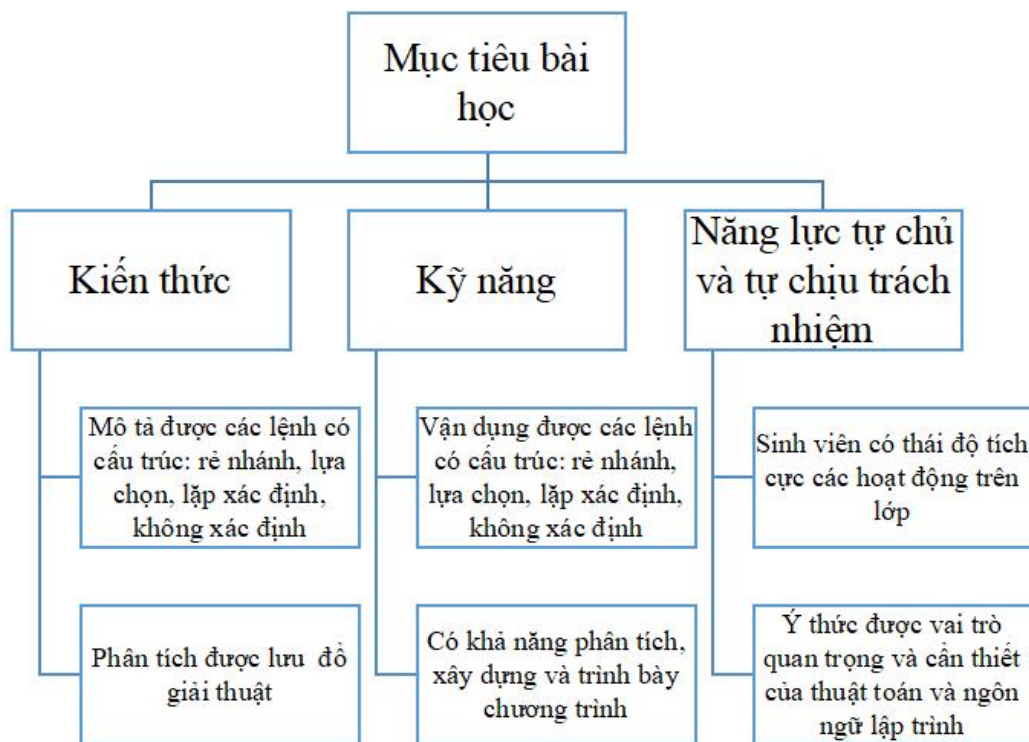 Mục tiêu bài
học
Kiến thức
Mô tả được các lệnh có
cấu trúc: rẻ nhánh, lựa
chọn, lặp xác định,
không xác định
Phân tích được lưu đồ
giải thuật
Kỹ năng
Vận dụng được các lệnh
có cấu trúc: rẻ nhánh,
lựa chọn, lặp xác định,
không xác định
Có khả năng phân tích,
xây dựng và trình bày
chương trình
Năng lực tự chủ
và tự chịu trách
nhiệm
Sinh viên có thái độ tích
cực các hoạt động trên
lớp
Ý thức được vai trò
quan trọng và cần thiết
của thuật toán và ngôn
ngữ lập trình